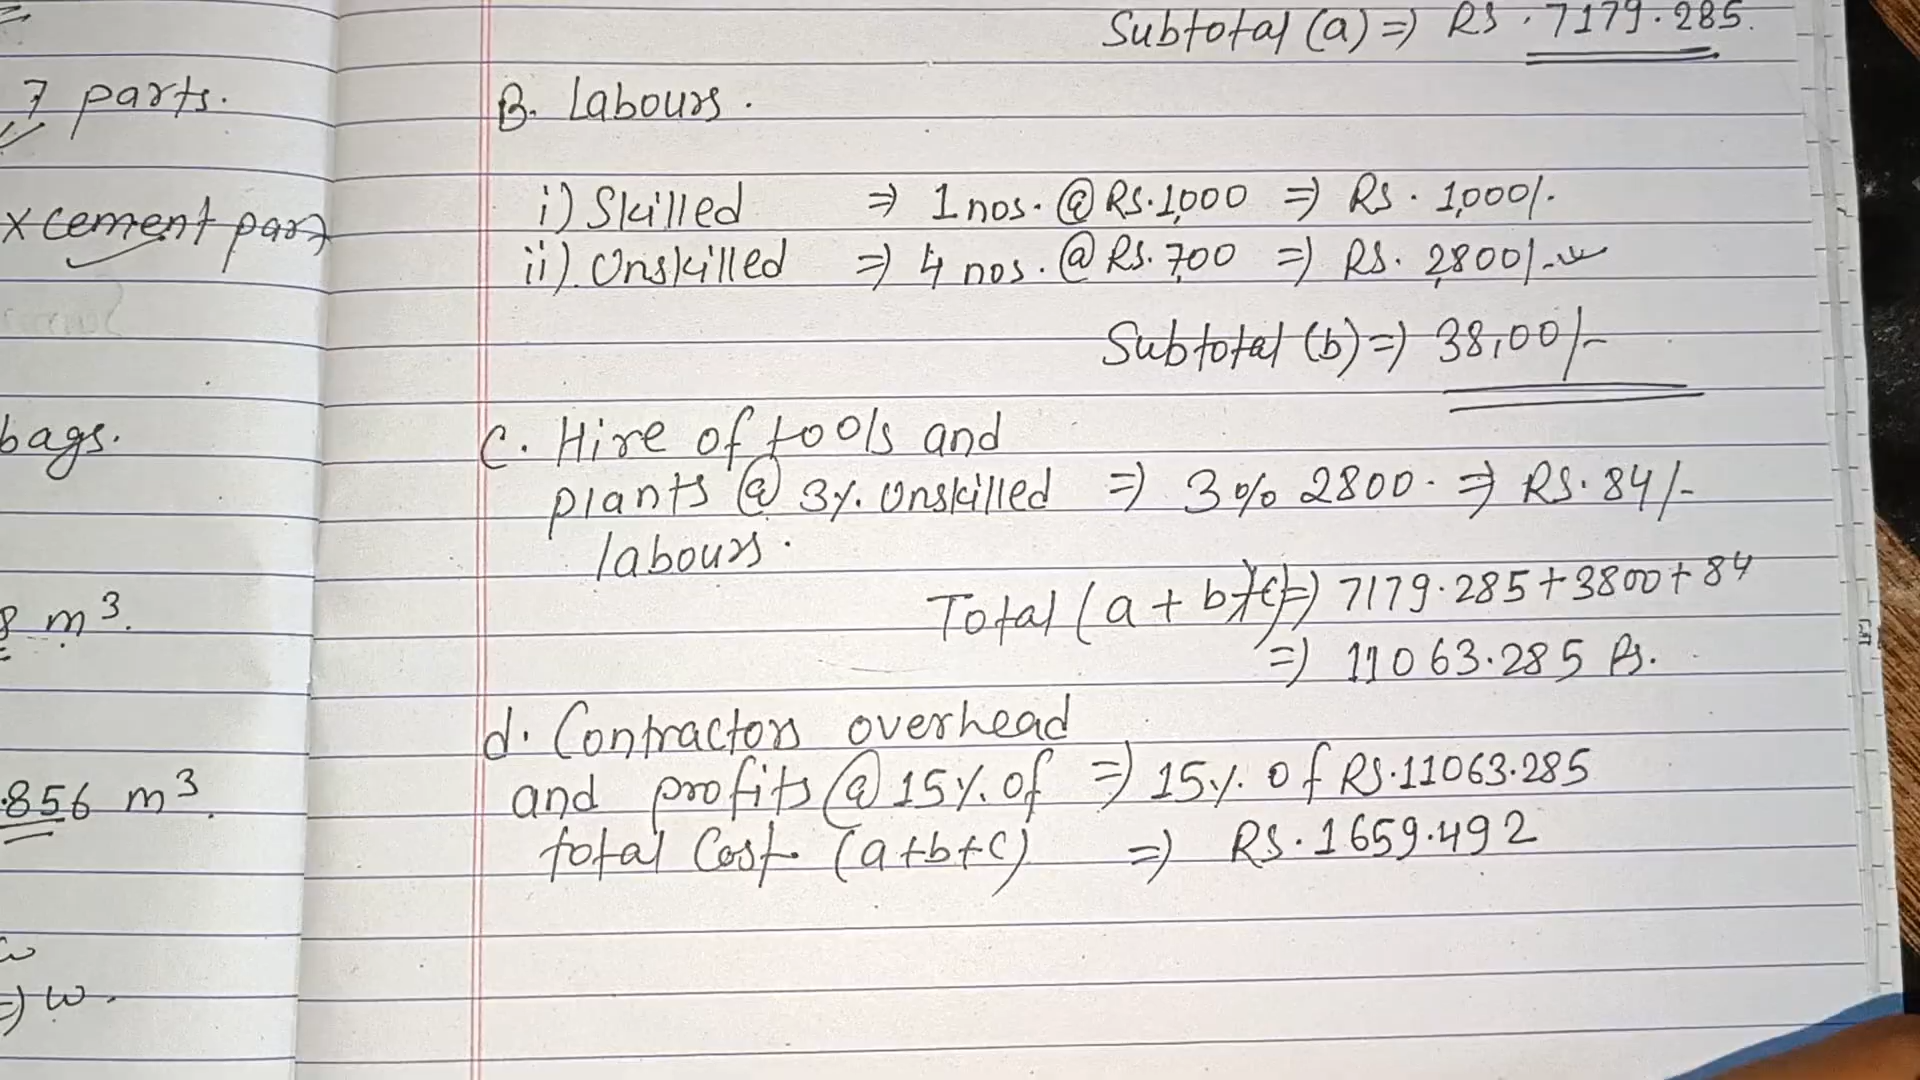 7 parts.
x cement part
bags.
8 m³.
.856 m³.
w
=) w.
Subtotal (a) => RS. 7179.285.
B. Labours.
i) Skilled => 1 nos. @ RS. 1,000 => RS. 1,000/-
ii) Unskilled => 4 nos. @ RS. 700 => RS. 2,800/-
Subtotal (b) => 38,00/-
C. Hire of tools and
plants @ 3%. Unskilled => 3% 2800. => RS. 84/-
labours.
Total (a + b + c) => 7179.285 + 3800 + 84
=> 11063.285 Rs.
d. Contractors overhead
and profits @ 15%. of => 15%. of RS. 11063.285
total Cost (a+b+c) => RS. 1659.492